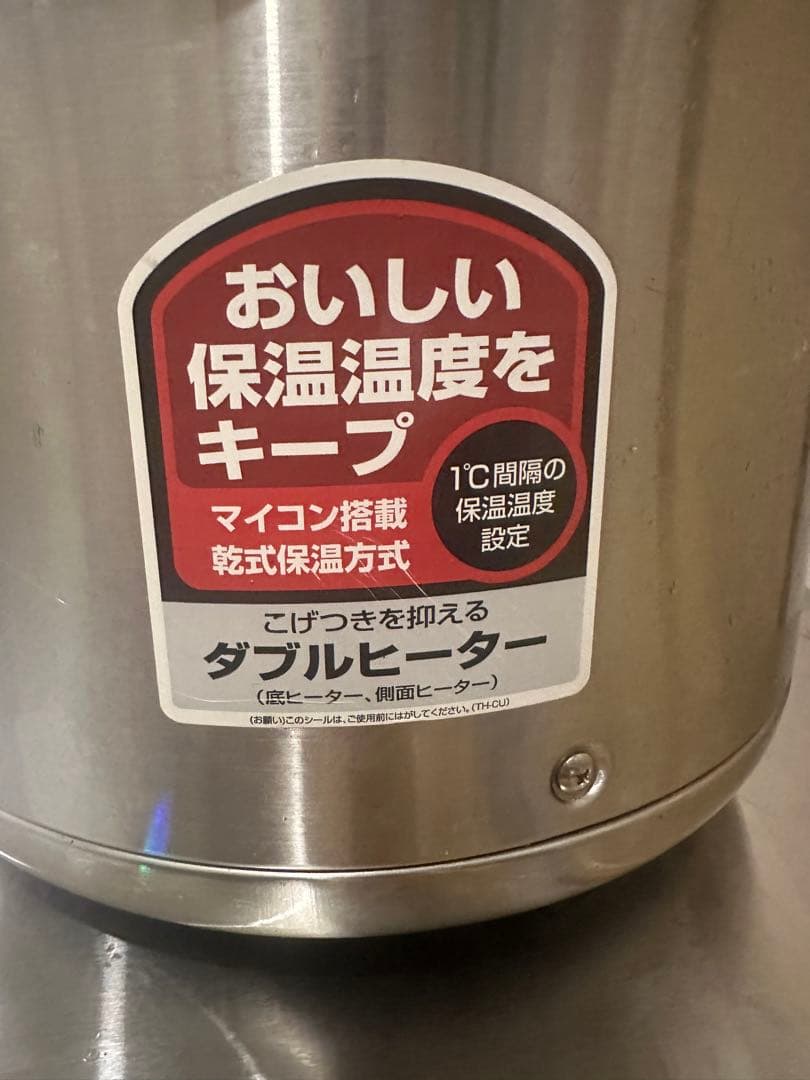 おいしい
保温温度を
キープ
1℃間隔の
保温温度
設定
マイコン搭載
乾式保温方式
こげつきを抑える
ダブルヒーター
(底ヒーター、側面ヒーター)
(お願い)このシールは、ご使用前にはがしてください。(TH-CU)